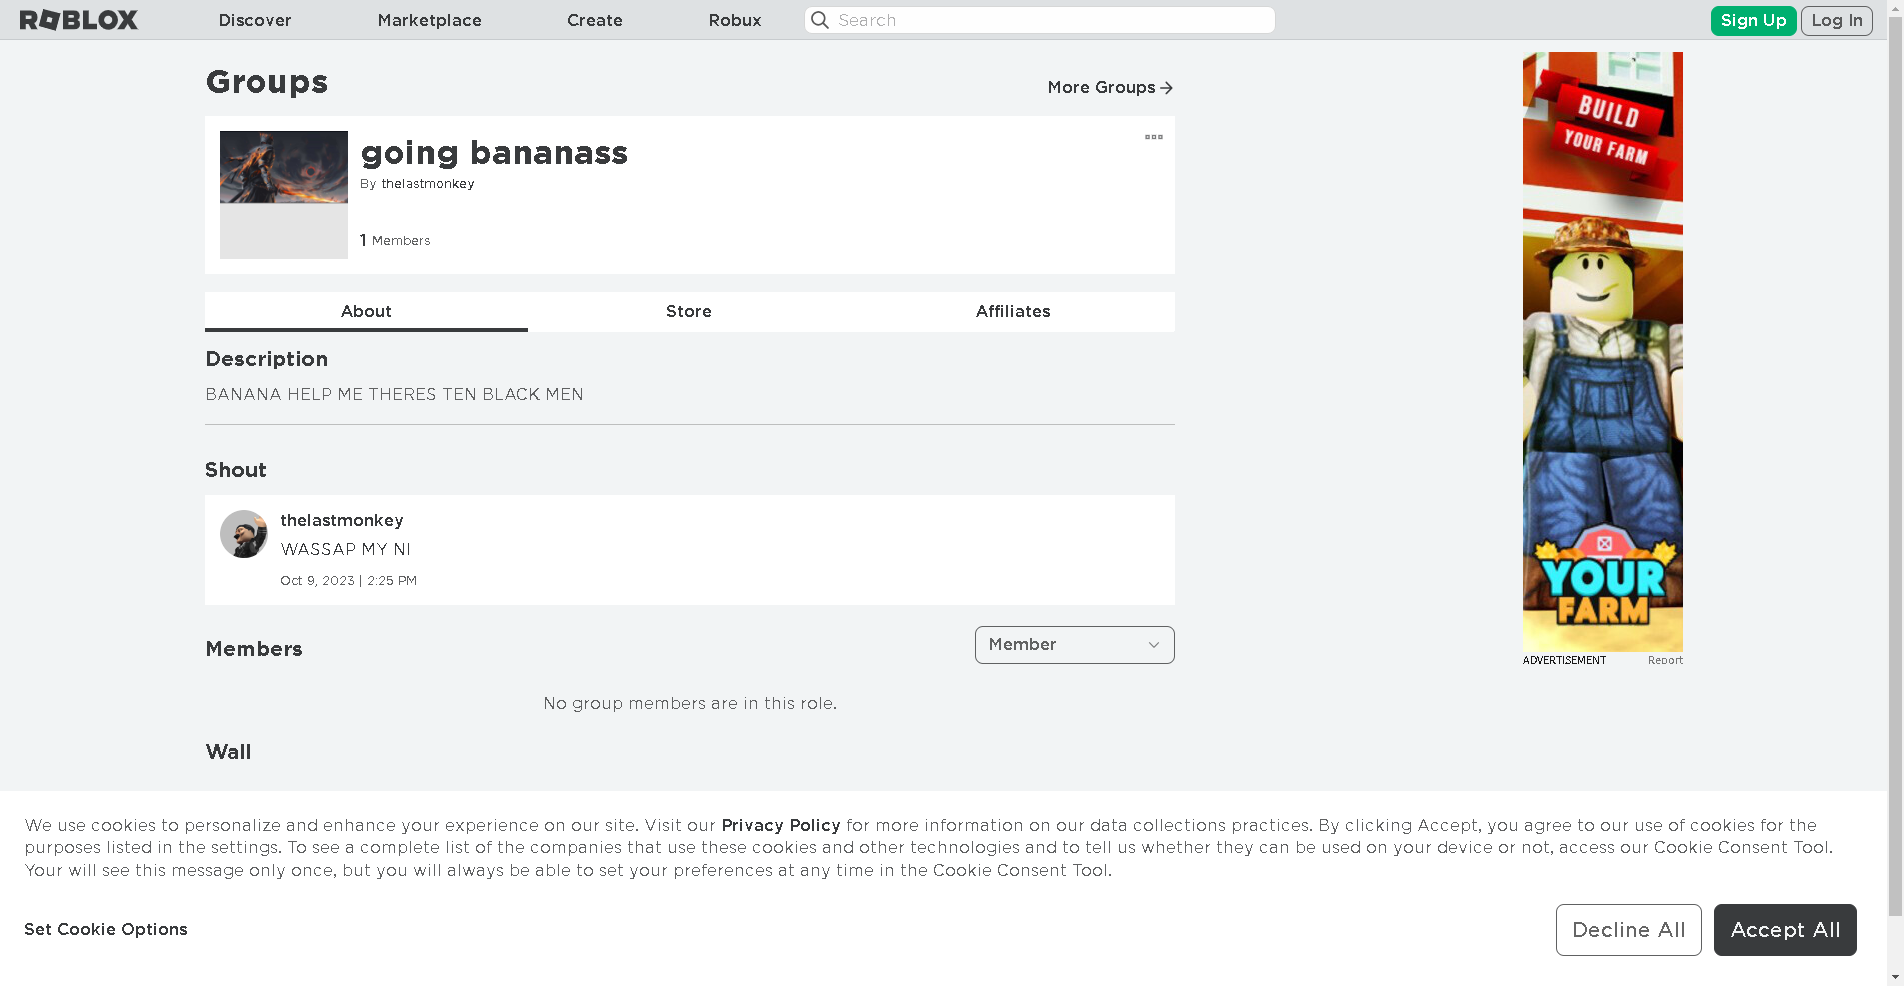 ROBLOX Discover Marketplace Create Robux Search Sign Up Log In
Groups
More Groups
going bananass
By thelastmonkey
1 Members
About Store Affiliates
Description
BANANA HELP ME THERES TEN BLACK MEN
Shout
thelastmonkey
WASSAP MY NI
Oct 9, 2023 | 2:25 PM
Members
Member
No group members are in this role.
Wall
BUILD
YOUR FARM
YOUR
FARM
ADVERTISEMENT Report
We use cookies to personalize and enhance your experience on our site. Visit our Privacy Policy for more information on our data collections practices. By clicking Accept, you agree to our use of cookies for the
purposes listed in the settings. To see a complete list of the companies that use these cookies and other technologies and to tell us whether they can be used on your device or not, access our Cookie Consent Tool.
Your will see this message only once, but you will always be able to set your preferences at any time in the Cookie Consent Tool.
Set Cookie Options
Decline All Accept All